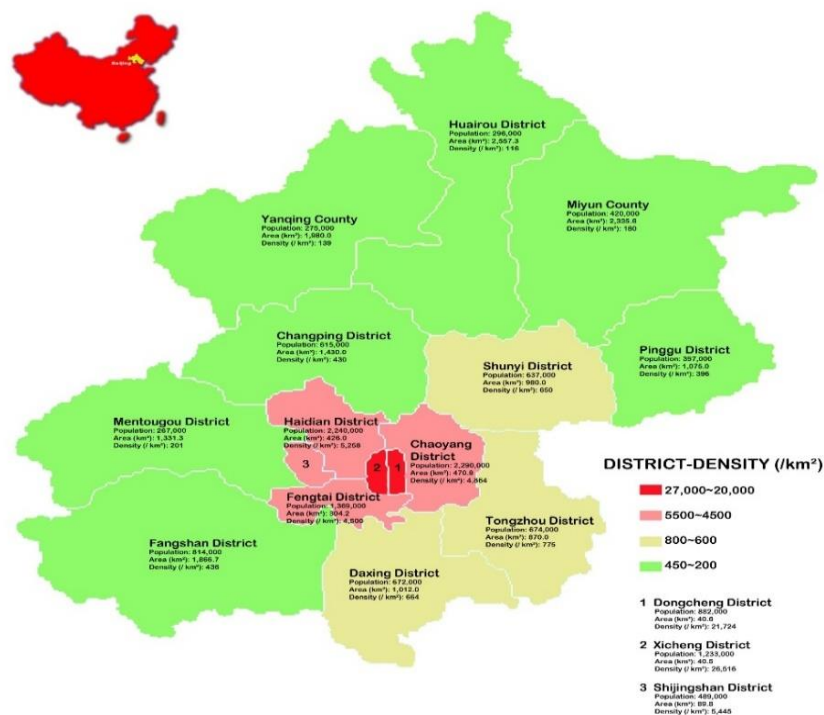 Beijing
Huairou District
Population: 296,000
Area (km²): 2,557.3
Density (/ km²): 116
Miyun County
Population: 420,000
Area (km²): 2,335.6
Density (/ km²): 180
Yanqing County
Population: 275,000
Area (km²): 1,980.0
Density (/ km²): 139
Changping District
Population: 615,000
Area (km²): 1,430.0
Density (/ km²): 430
Shunyi District
Population: 637,000
Area (km²): 980.0
Density (/ km²): 650
Pinggu District
Population: 397,000
Area (km²): 1,075.0
Density (/ km²): 396
Mentougou District
Population: 267,000
Area (km²): 1,331.3
Density (/ km²): 201
Haidian District
Population: 2,240,000
Area (km²): 426.0
Density (/ km²): 5,258
3
2
1
Chaoyang
District
Population: 2,290,000
Area (km²): 470.8
Density (/ km²): 4,864
Fengtai District
Population: 1,369,000
Area (km²): 304.2
Density (/ km²): 4,500
Fangshan District
Population: 814,000
Area (km²): 1,866.7
Density (/ km²): 436
Tongzhou District
Population: 674,000
Area (km²): 870.0
Density (/ km²): 775
Daxing District
Population: 672,000
Area (km²): 1,012.0
Density (/ km²): 664
DISTRICT-DENSITY (/km²)
27,000~20,000
5500~4500
800~600
450~200
1 Dongcheng District
Population: 882,000
Area (km²): 40.6
Density (/ km²): 21,724
2 Xicheng District
Population: 1,233,000
Area (km²): 46.5
Density (/ km²): 26,516
3 Shijingshan District
Population: 489,000
Area (km²): 89.8
Density (/ km²): 5,445